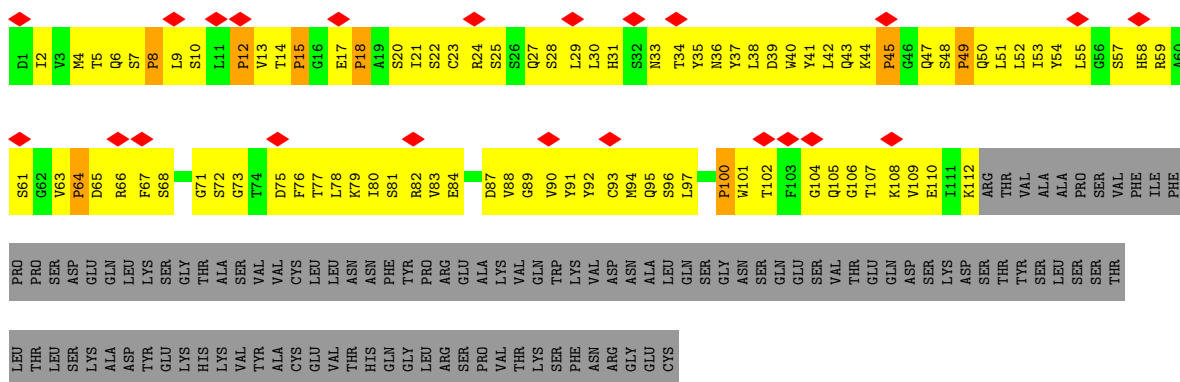 D1 I2 V3 M4 T5 Q6 S7 P8 L9 S10 L11 P12 V13 T14 P15 G16 E17 P18 A19 S20 I21 S22 C23 R24 S25 S26 Q27 S28 L29 L30 H31 S32 N33 T34 Y35 N36 Y37 L38 D39 W40 Y41 L42 Q43 K44 P45 G46 Q47 S48 P49 Q50 L51 L52 I53 Y54 L55 G56 S57 H58 R59 A60
S61 G62 V63 P64 D65 R66 F67 S68 G71 S72 G73 T74 D75 F76 T77 L78 K79 I80 S81 R82 V83 E84 D87 V88 G89 V90 Y91 Y92 C93 M94 Q95 S96 L97 P100 W101 T102 F103 G104 Q105 G106 T107 K108 V109 E110 I111 K112 ARG THR VAL ALA ALA PRO SER VAL PHE ILE PHE
PRO PRO SER ASP GLU GLN LEU LYS SER GLY THR ALA SER VAL VAL CYS LEU LEU ASN ASN PHE TYR PRO ARG GLU ALA LYS VAL GLN TRP LYS VAL ASP ASN ALA LEU GLN SER GLY ASN SER GLN GLU SER VAL THR GLU GLN ASP SER LYS ASP SER THR TYR SER LEU SER SER THR
LEU THR LEU SER LYS ALA ASP TYR GLU LYS HIS LYS VAL TYR ALA CYS GLU VAL THR HIS GLN GLY LEU ARG SER PRO VAL THR LYS SER PHE ASN ARG GLY GLU CYS